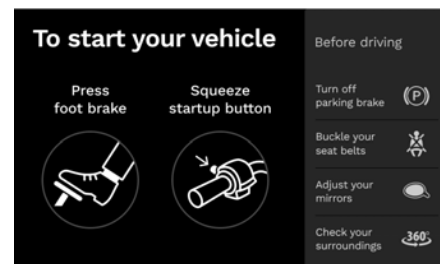 To start your vehicle
Press
foot brake
Squeeze
startup button
Before driving
Turn off
parking brake
(P)
Buckle your
seat belts
Adjust your
mirrors
Check your
surroundings
360°